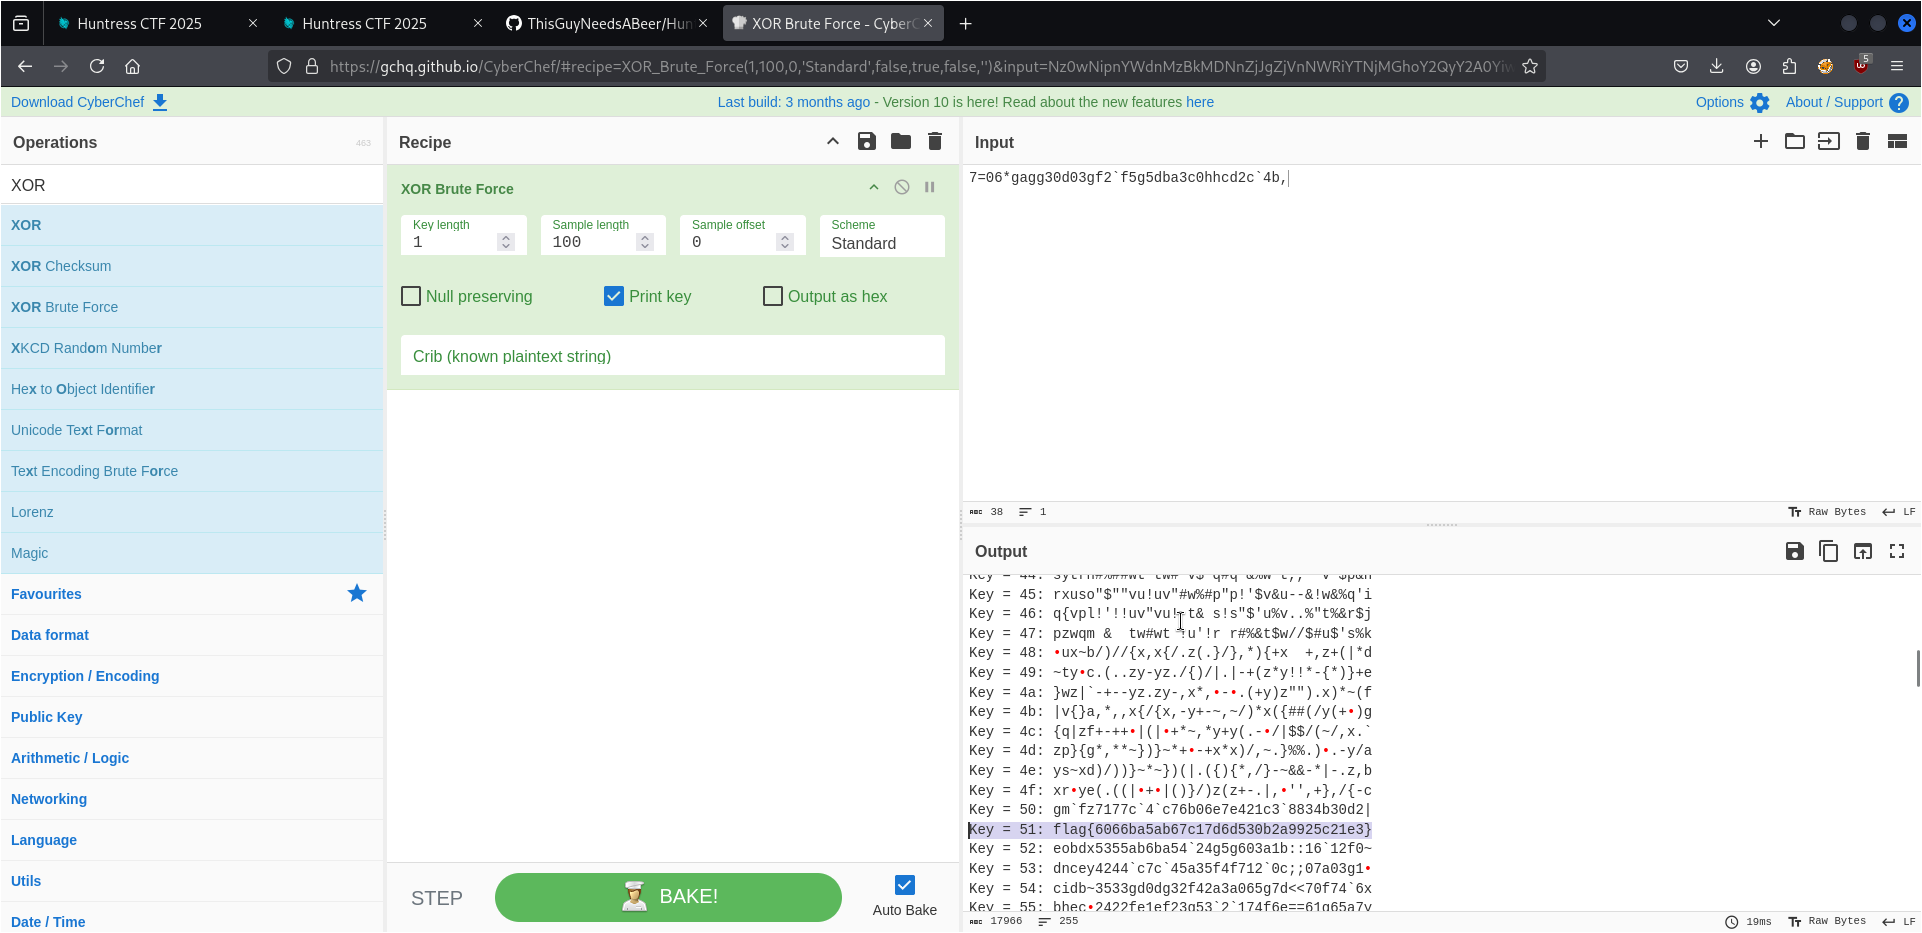 Huntress CTF 2025
Huntress CTF 2025
ThisGuyNeedsABeer/Hun
XOR Brute Force - CyberC
https://gchq.github.io/CyberChef/#recipe=XOR_Brute_Force(1,100,0,'Standard',false,true,false,'')&input=Nz0wNipnYWdnMzBkMDNnZjJgZjVnNWRiYTNjMGhoY2QyY2A0Yiw
5
Download CyberChef
Last build: 3 months ago - Version 10 is here! Read about the new features here
Options
About / Support
Operations
463
Recipe
Input
XOR
XOR
XOR Checksum
XOR Brute Force
XKCD Random Number
Hex to Object Identifier
Unicode Text Format
Text Encoding Brute Force
Lorenz
Magic
Favourites
Data format
Encryption / Encoding
Public Key
Arithmetic / Logic
Networking
Language
Utils
Date / Time
XOR Brute Force
Key length
1
Sample length
100
Sample offset
0
Scheme
Standard
Null preserving
Print key
Output as hex
Crib (known plaintext string)
STEP
BAKE!
Auto Bake
7=06*gagg30d03gf2`f5g5dba3c0hhcd2c`4b,
38
1
Raw Bytes
LF
Output
Key = 45: rxuso"$""vu!uv"#w%#p"p!'$v&u--&!w&%q'i
Key = 46: q{vpl!'!!uv"vu! t& s!s"$'u%v..%"t%&r$j
Key = 47: pzwqm &  tw#wt !u'!r r#%&t$w//$#u$'s%k
Key = 48: •ux~b/)//{x,x{/.z(.}/},*){+x  +,z+(|*d
Key = 49: ~ty•c.(..zy-yz./{)/|.|-+(z*y!!*-{*)}+e
Key = 4a: }wz|`-+--yz.zy-,x*,•-•.(+y)z"").x)*~(f
Key = 4b: |v{}a,*,,x{/{x,-y+-~,~/)*x({##(/y(+•)g
Key = 4c: {q|zf+-++•|(|•+*~,*y+y(.-•/|$$/(~/,x.`
Key = 4d: zp}{g*,**~})}~*+•-+x*x)/,~.}%%.)•.-y/a
Key = 4e: ys~xd)/))}~*~})(|.({){*,/}-~&&-*|-.z,b
Key = 4f: xr•ye(.((|•+•|()}/)z(z+-.|,•'',+},/{-c
Key = 50: gm`fz7177c`4`c76b06e7e421c3`8834b30d2|
Key = 51: flag{6066ba5ab67c17d6d530b2a9925c21e3}
Key = 52: eobdx5355ab6ba54`24g5g603a1b::16`12f0~
Key = 53: dncey4244`c7c`45a35f4f712`0c;;07a03g1•
Key = 54: cidb~3533gd0dg32f42a3a065g7d<<70f74`6x
Key = 55: bhec•2422fe1ef23g53`2`174f6e==61g65a7y
17966
255
19ms
Raw Bytes
LF